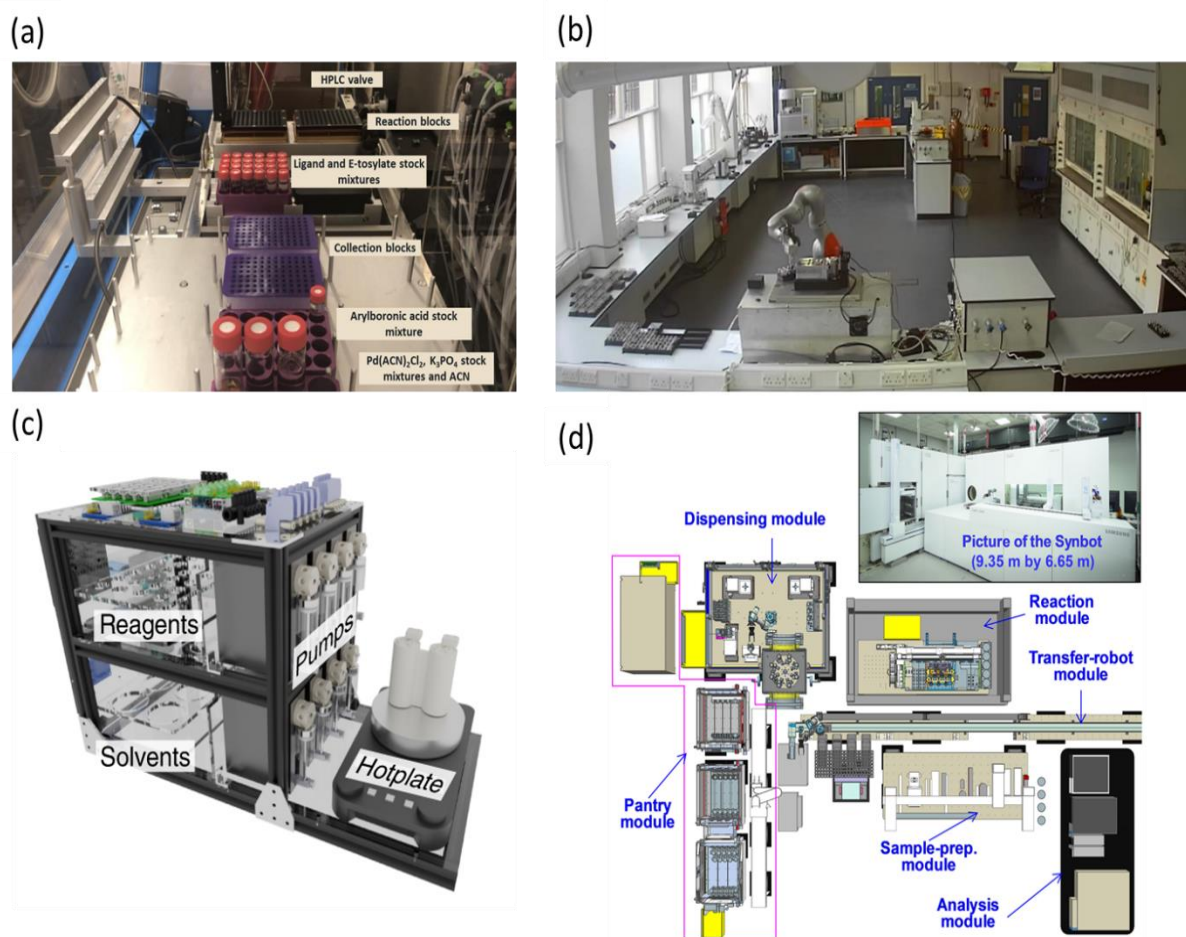 (a)
HPLC valve
Reaction blocks
Ligand and E-tosylate stock
mixtures
Collection blocks
Arylboronic acid stock
mixture
Pd(ACN)₂Cl₂, K₃PO₄ stock
mixtures and ACN
(b)
(c)
Reagents
Solvents
Pumps
Hotplate
(d)
Picture of the Synbot
(9.35 m by 6.65 m)
Dispensing module
Reaction
module
Transfer-robot
module
Pantry
module
Sample-prep.
module
Analysis
module